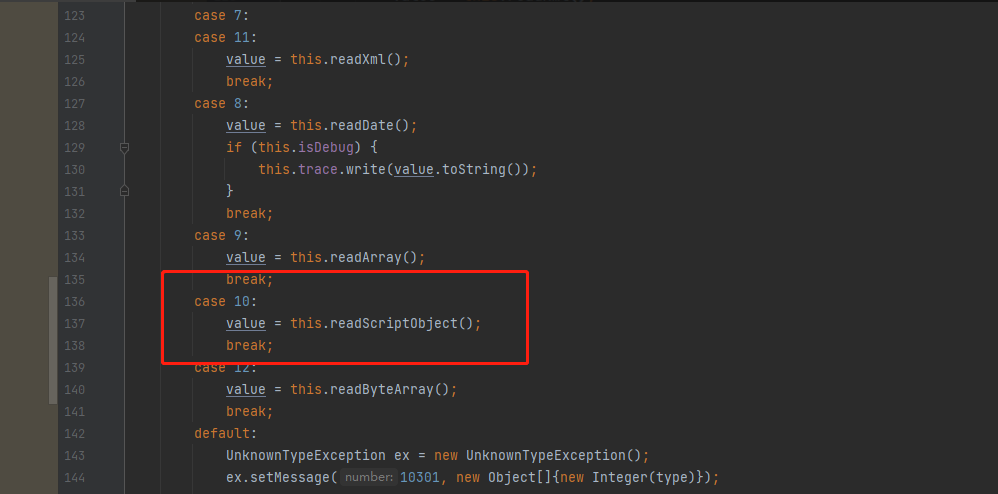 123 case 7:
124 case 11:
125 value = this.readXml();
126 break;
127 case 8:
128 value = this.readDate();
129 if (this.isDebug) {
130 this.trace.write(value.toString());
131 }
132 break;
133 case 9:
134 value = this.readArray();
135 break;
136 case 10:
137 value = this.readScriptObject();
138 break;
139 case 12:
140 value = this.readByteArray();
141 break;
142 default:
143 UnknownTypeException ex = new UnknownTypeException();
144 ex.setMessage( number: 10301, new Object[]{new Integer(type)});